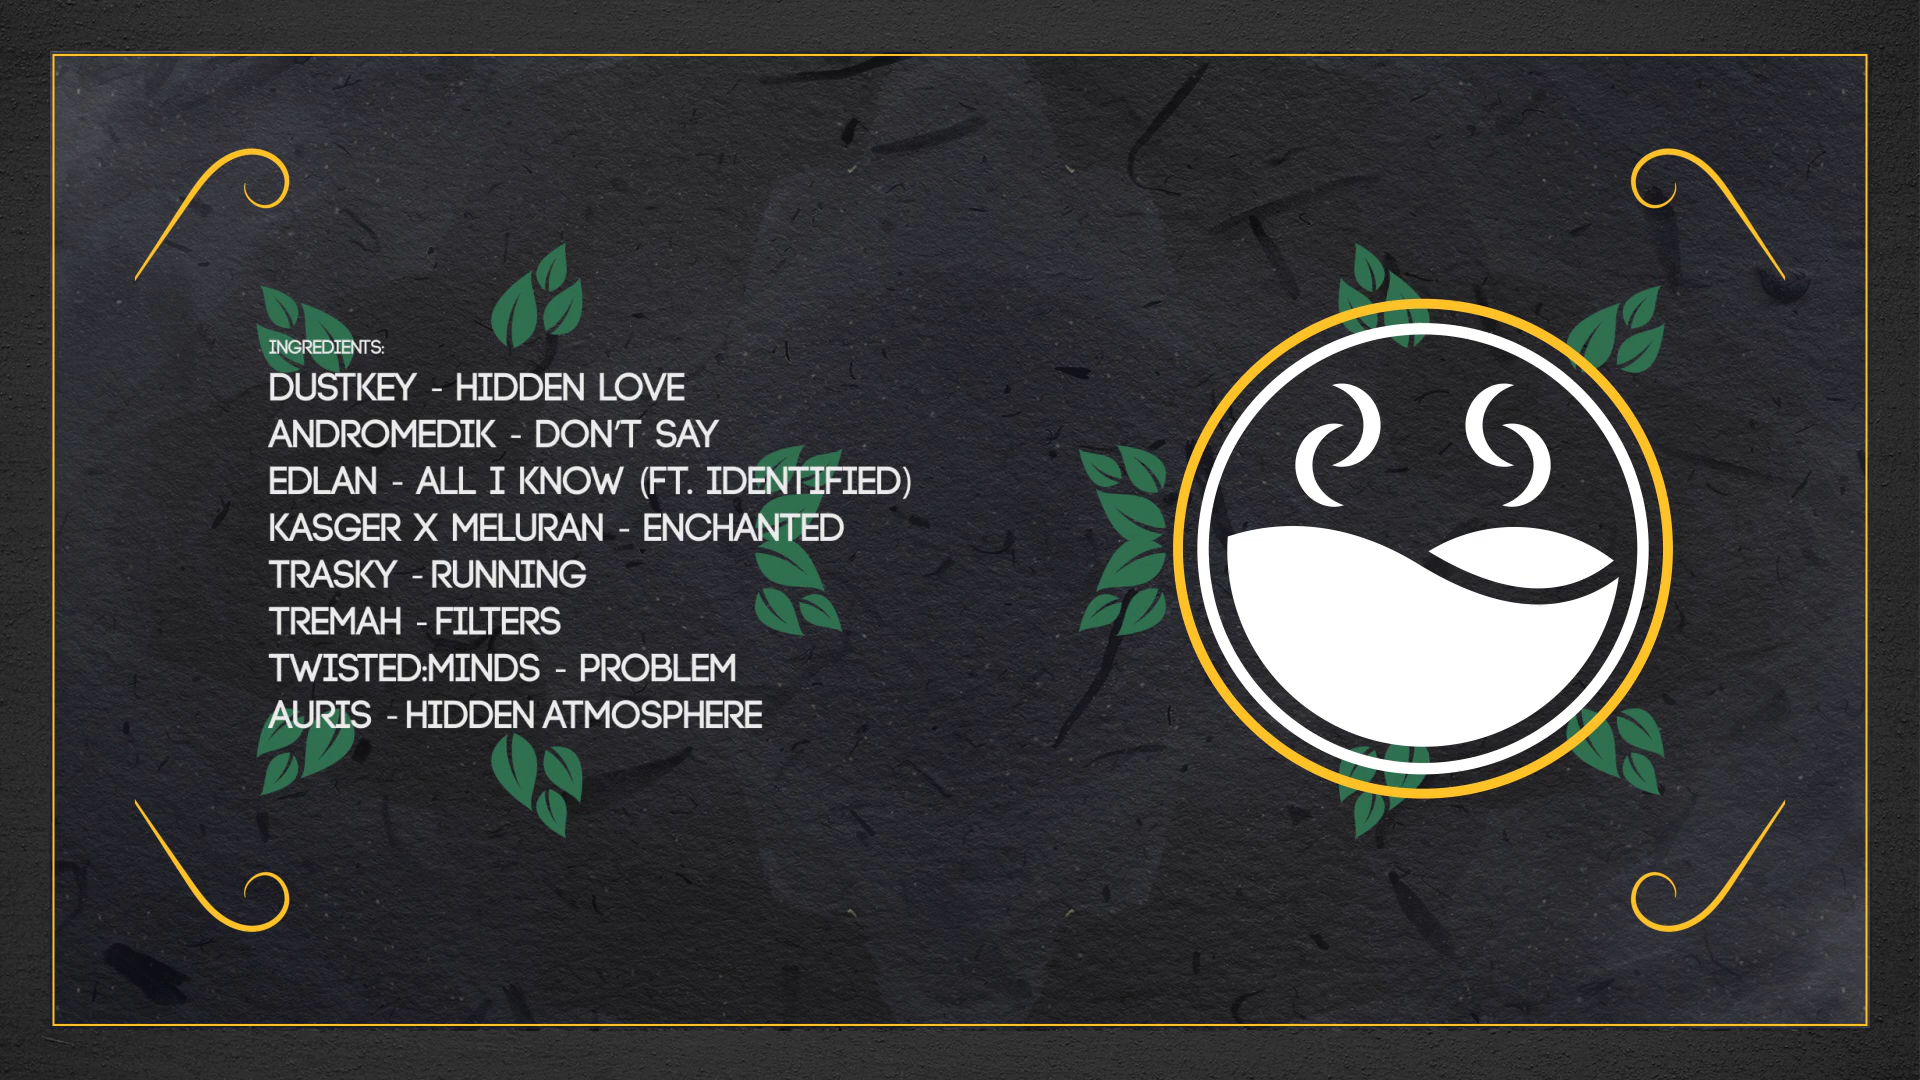 INGREDIENTS:
DUSTKEY - HIDDEN LOVE
ANDROMEDIK - DON'T SAY
EDLAN - ALL I KNOW (FT. IDENTIFIED)
KASGER X MELURAN - ENCHANTED
TRASKY - RUNNING
TREMAH - FILTERS
TWISTED:MINDS - PROBLEM
AURIS - HIDDEN ATMOSPHERE